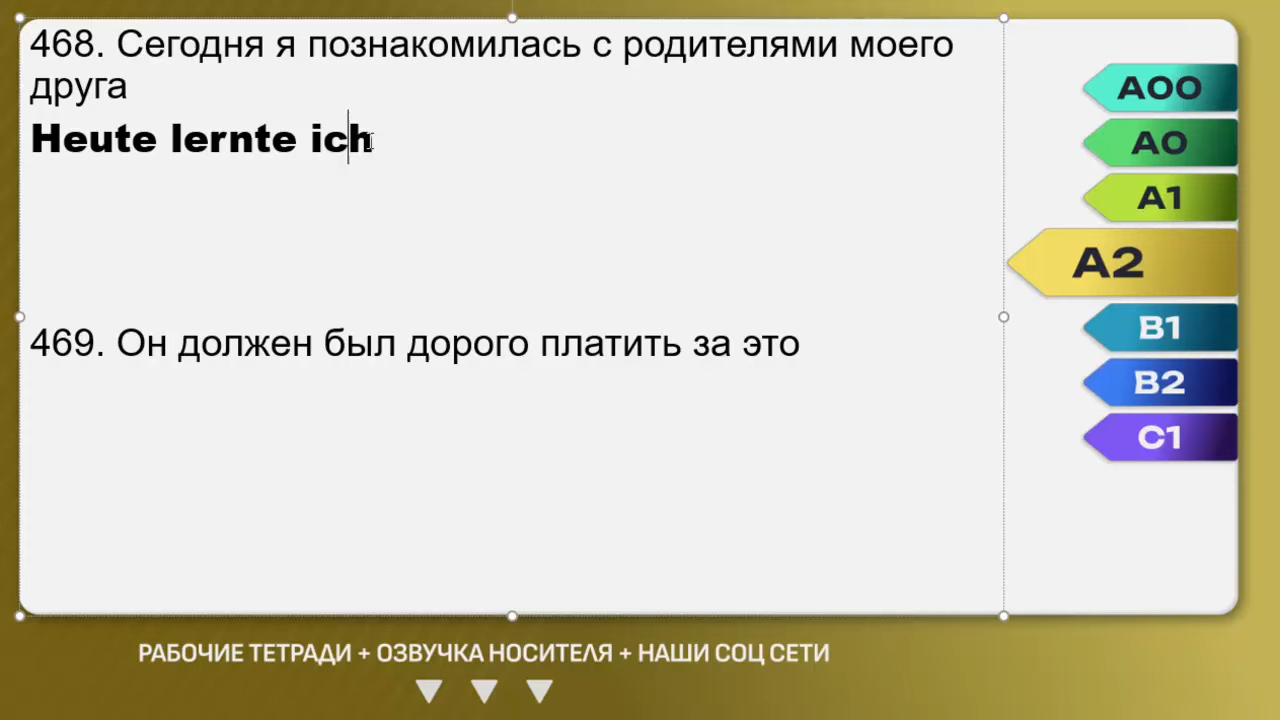 468. Сегодня я познакомилась с родителями моего
друга
Heute lernte ich
469. Он должен был дорого платить за это
A00
A0
A1
A2
B1
B2
C1
РАБОЧИЕ ТЕТРАДИ + ОЗВУЧКА НОСИТЕЛЯ + НАШИ СОЦ СЕТИ